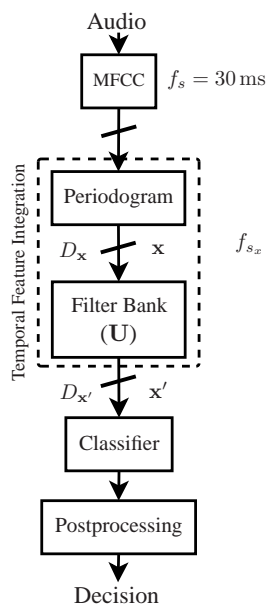 Audio
MFCC
f_s = 30 ms
Temporal Feature Integration
Periodogram
D_x x
f_{s_x}
Filter Bank
(U)
D_{x′} x′
Classifier
Postprocessing
Decision